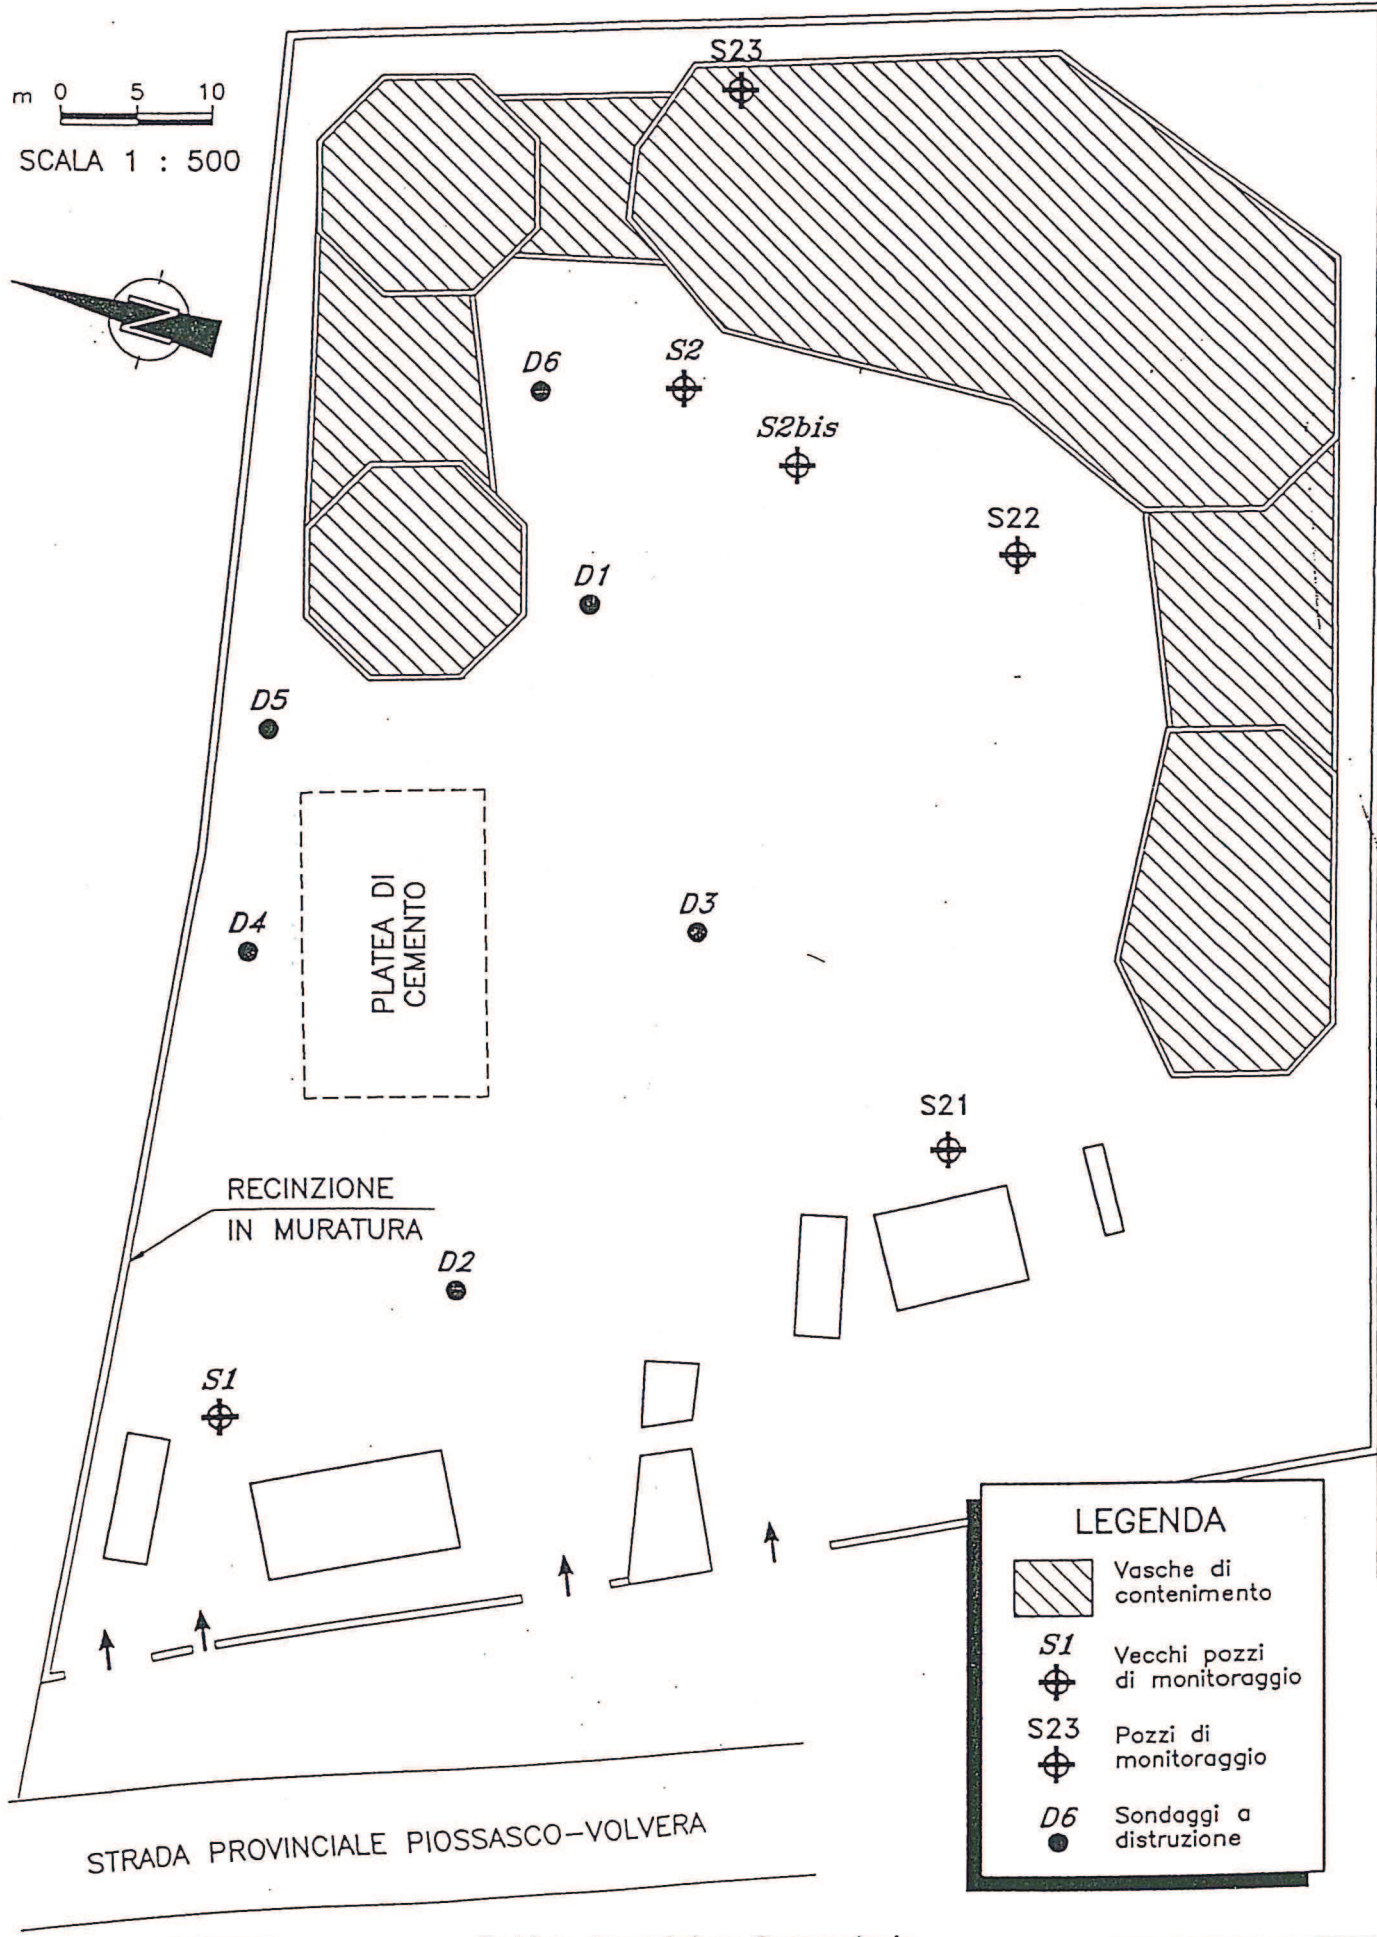 S23
m 0 5 10
SCALA 1 : 500
N
D6
S2
S2bis
S22
D1
D5
PLATEA DI
CEMENTO
D4
D3
S21
RECINZIONE
IN MURATURA
D2
S1
LEGENDA
Vasche di
contenimento
S1
Vecchi pozzi
di monitoraggio
S23
Pozzi di
monitoraggio
D6
Sondaggi a
distruzione
STRADA PROVINCIALE PIOSSASCO-VOLVERA